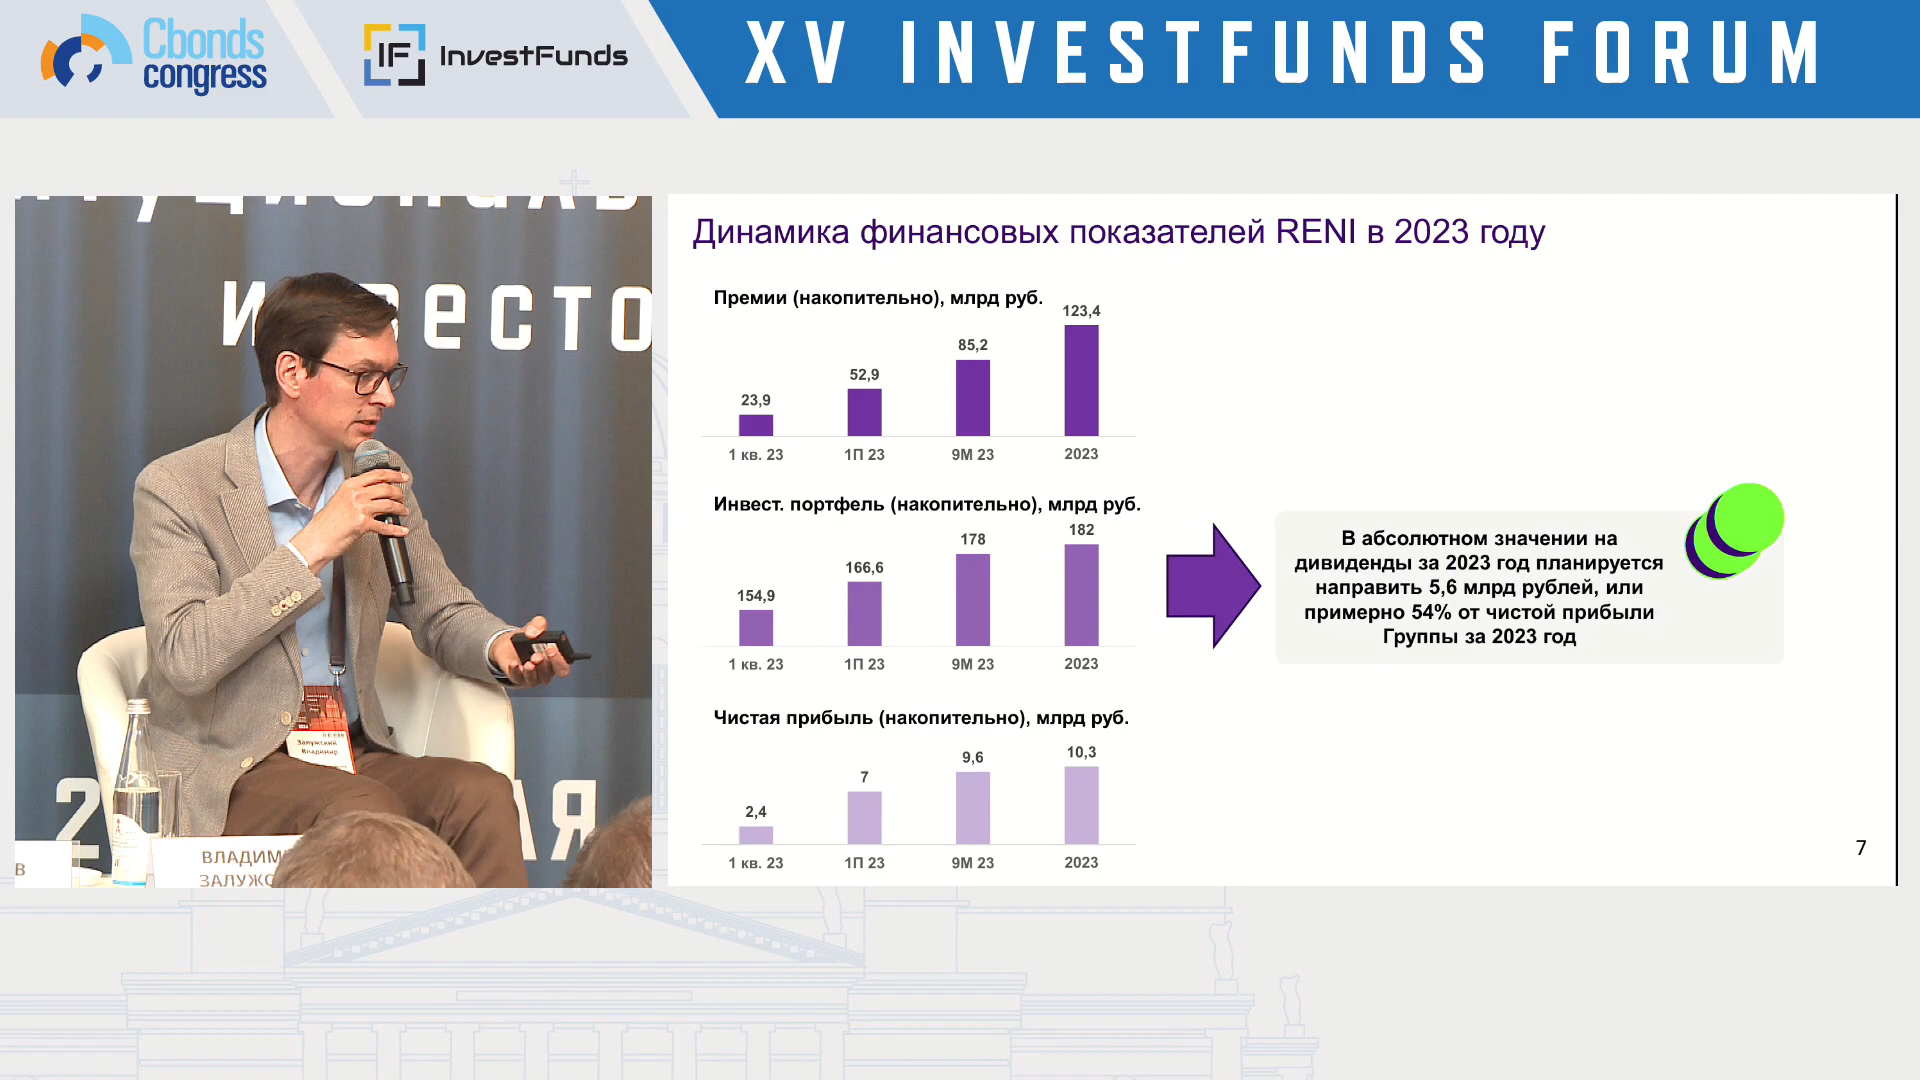 Cbonds
congress
IF
InvestFunds
XV INVESTFUNDS FORUM
инвесто
Залужский
Владимир
ВЛАДИМ
ЗАЛУЖС
В
Динамика финансовых показателей RENI в 2023 году
Премии (накопительно), млрд руб.
23,9 52,9 85,2 123,4
1 кв. 23 1П 23 9М 23 2023
Инвест. портфель (накопительно), млрд руб.
154,9 166,6 178 182
1 кв. 23 1П 23 9М 23 2023
Чистая прибыль (накопительно), млрд руб.
2,4 7 9,6 10,3
1 кв. 23 1П 23 9М 23 2023
В абсолютном значении на
дивиденды за 2023 год планируется
направить 5,6 млрд рублей, или
примерно 54% от чистой прибыли
Группы за 2023 год
7